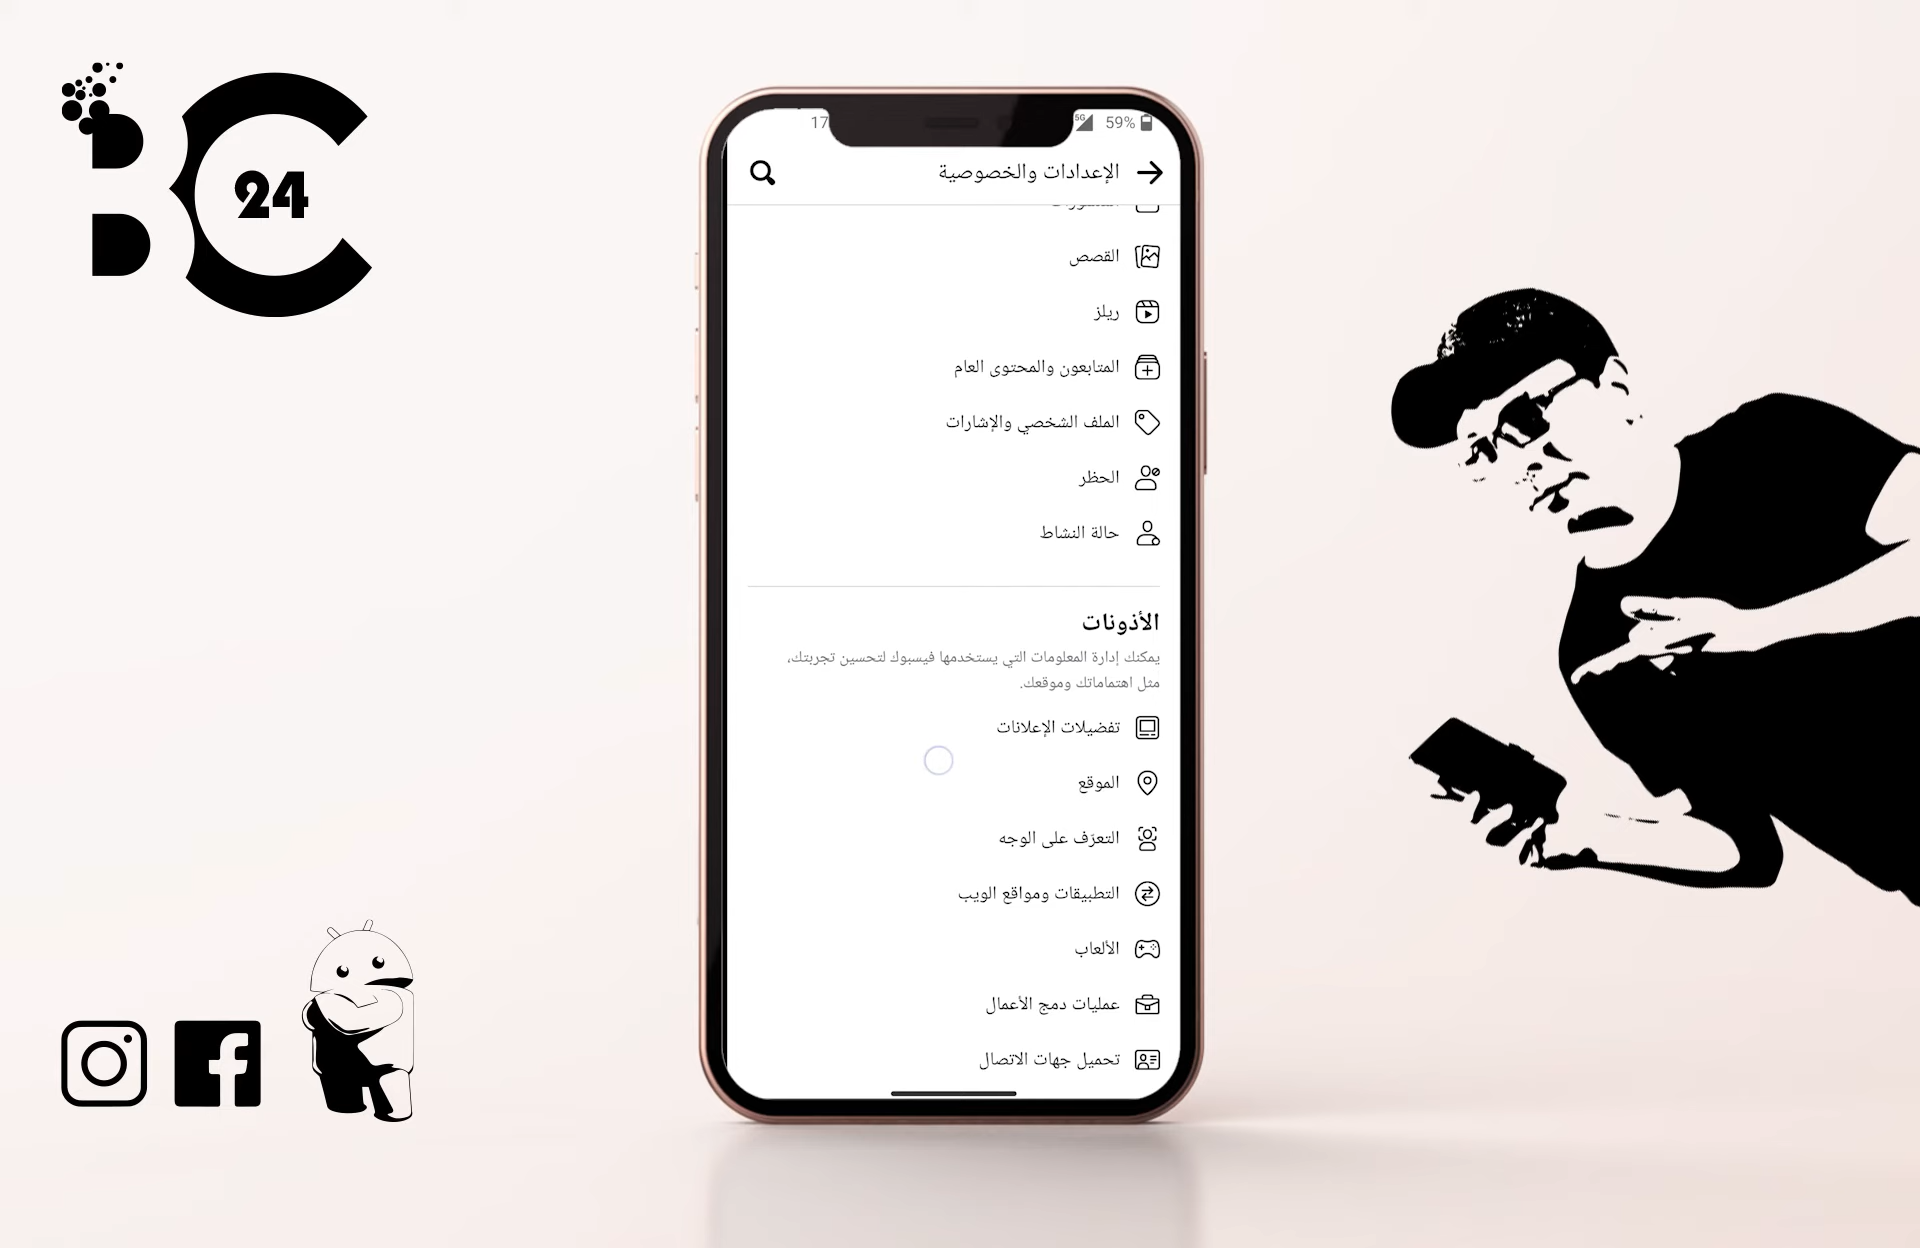 BC
24
17
5G
59%
الإعدادات والخصوصية
القصص
ريلز
المتابعون والمحتوى العام
الملف الشخصي والإشارات
الحظر
حالة النشاط
الأذونات
يمكنك إدارة المعلومات التي يستخدمها فيسبوك لتحسين تجربتك،
مثل اهتماماتك وموقعك.
تفضيلات الإعلانات
الموقع
التعرّف على الوجه
التطبيقات ومواقع الويب
الألعاب
عمليات دمج الأعمال
تحميل جهات الاتصال